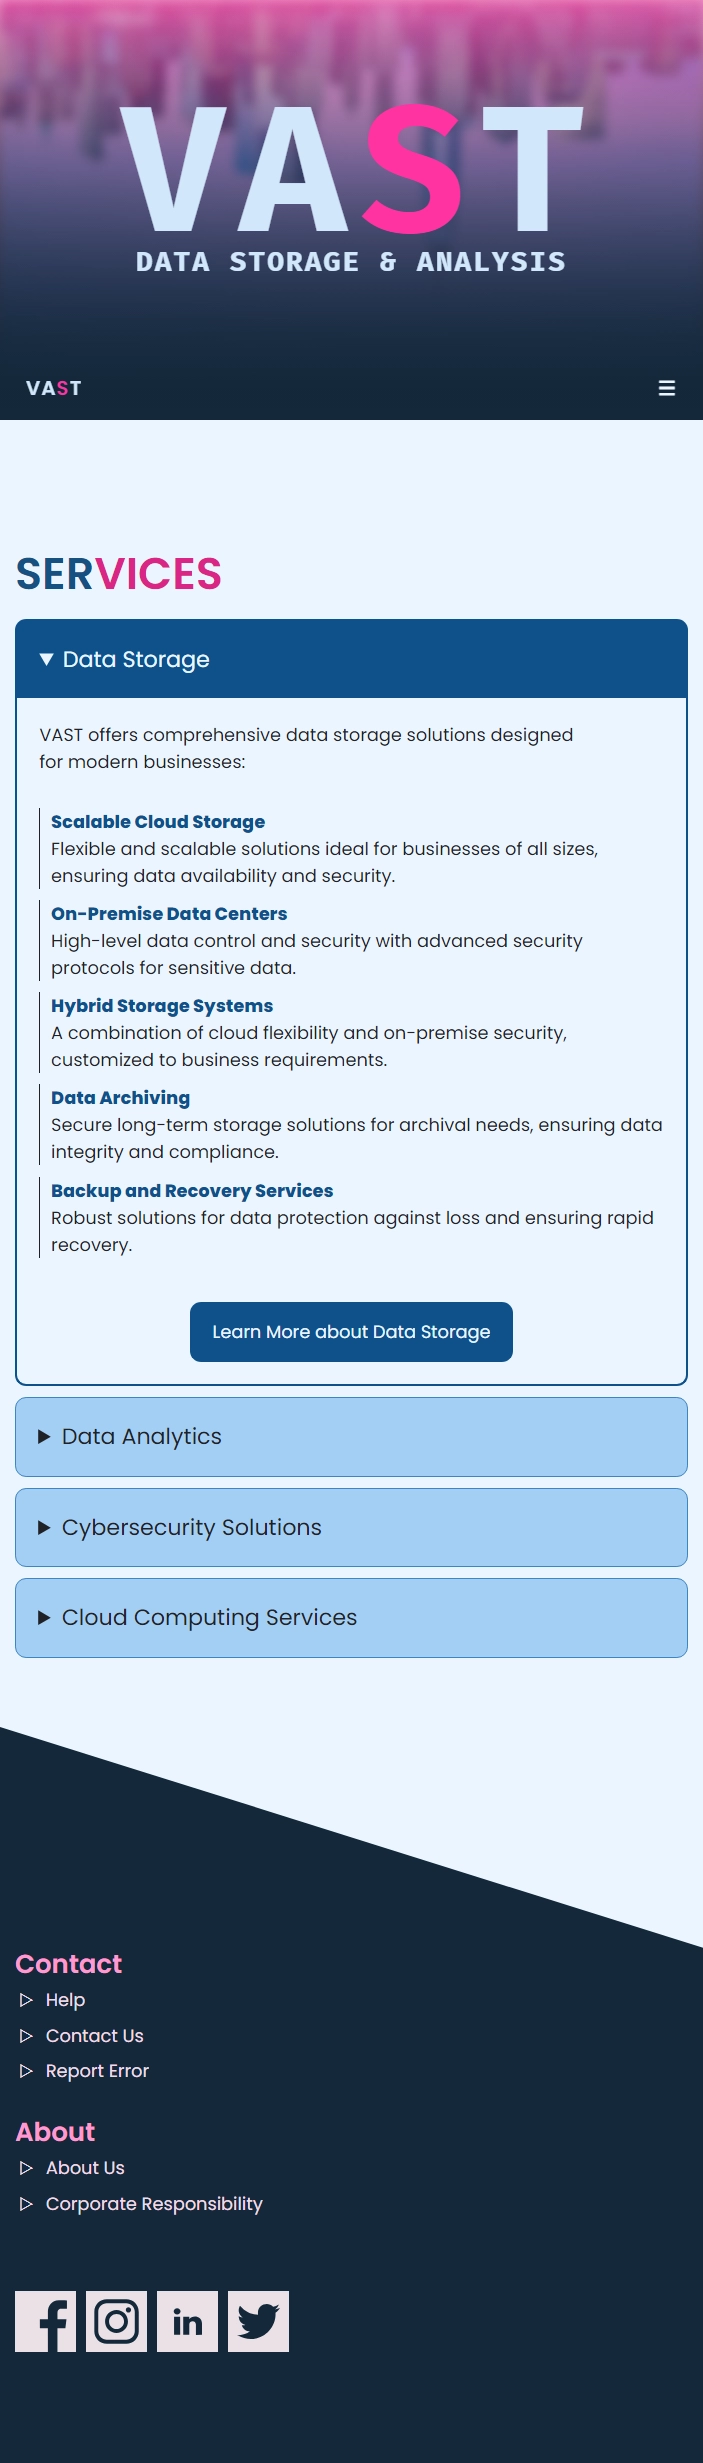 VAST
DATA STORAGE & ANALYSIS
VAST
SERVICES
Data Storage
VAST offers comprehensive data storage solutions designed
for modern businesses:
Scalable Cloud Storage
Flexible and scalable solutions ideal for businesses of all sizes,
ensuring data availability and security.
On-Premise Data Centers
High-level data control and security with advanced security
protocols for sensitive data.
Hybrid Storage Systems
A combination of cloud flexibility and on-premise security,
customized to business requirements.
Data Archiving
Secure long-term storage solutions for archival needs, ensuring data
integrity and compliance.
Backup and Recovery Services
Robust solutions for data protection against loss and ensuring rapid
recovery.
Learn More about Data Storage
Data Analytics
Cybersecurity Solutions
Cloud Computing Services
Contact
Help
Contact Us
Report Error
About
About Us
Corporate Responsibility